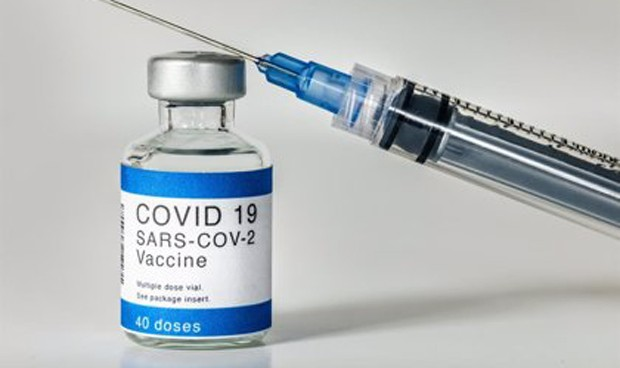 COVID 19
SARS-COV-2
Vaccine
Multiple dose vial.
See package insert.
40 doses